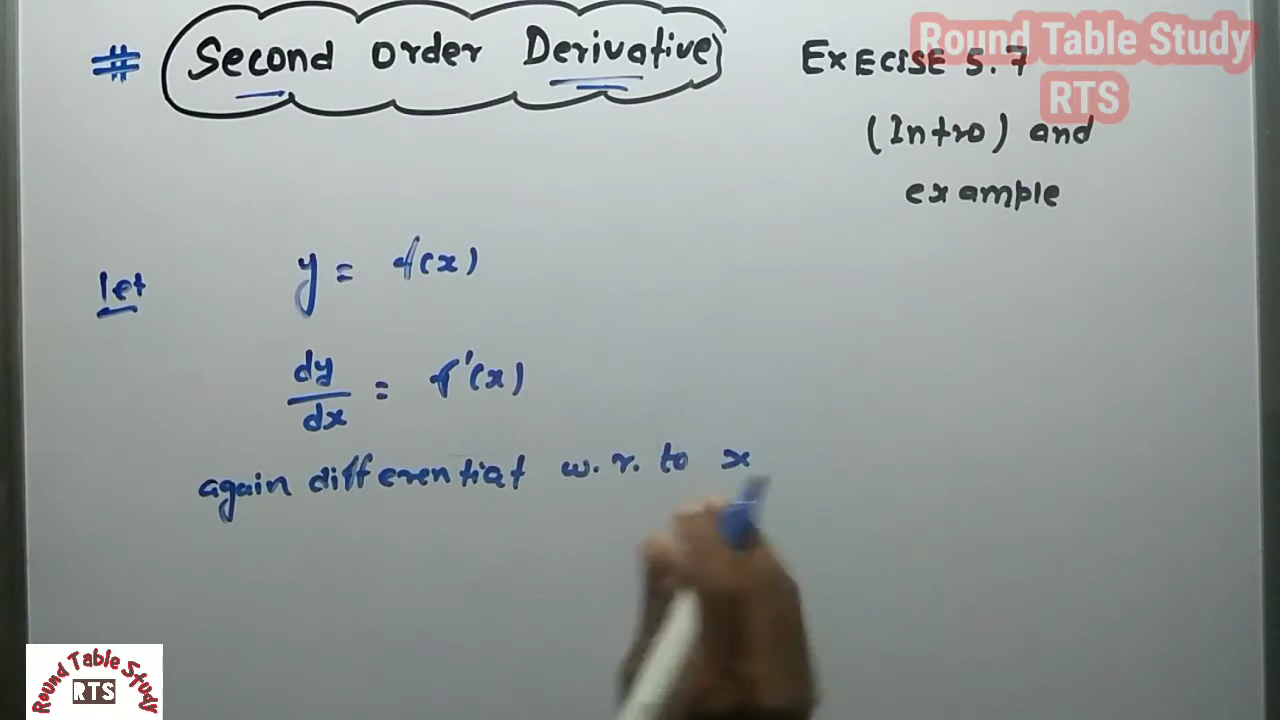 # Second order Derivative
Round Table Study
RTS
EXECISE 5.7
(Intro) and
example
let y = f(x)
dy/dx = f'(x)
again differentiat w.r. to x
Round Table Study
RTS